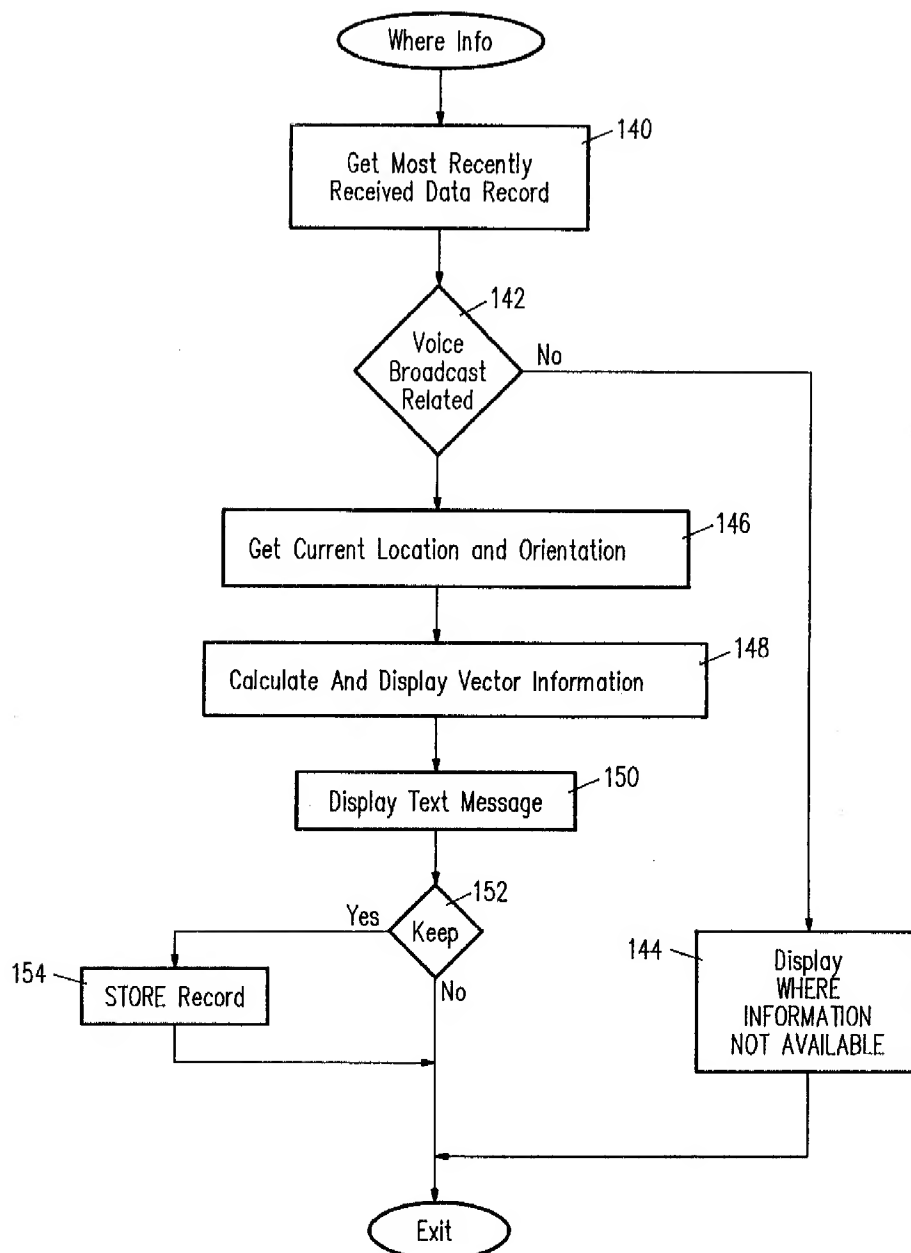 Where Info
140
Get Most Recently
Received Data Record
142
Voice
Broadcast
Related
No
146
Get Current Location and Orientation
148
Calculate And Display Vector Information
150
Display Text Message
152
Yes
Keep
No
154
STORE Record
144
Display
WHERE
INFORMATION
NOT AVAILABLE
Exit